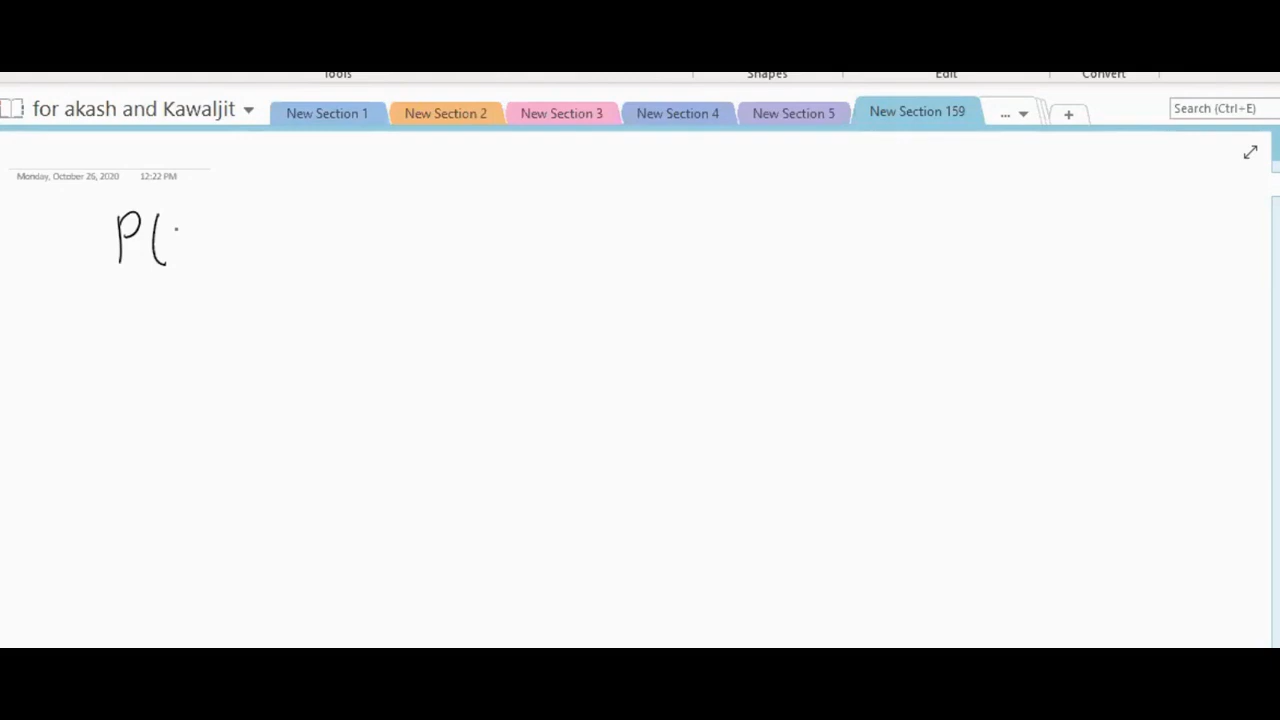 Tools Shapes Edit Convert
for akash and Kawaljit New Section 1 New Section 2 New Section 3 New Section 4 New Section 5 New Section 159 ... + Search (Ctrl+E)
Monday, October 26, 2020 12:22 PM
P(